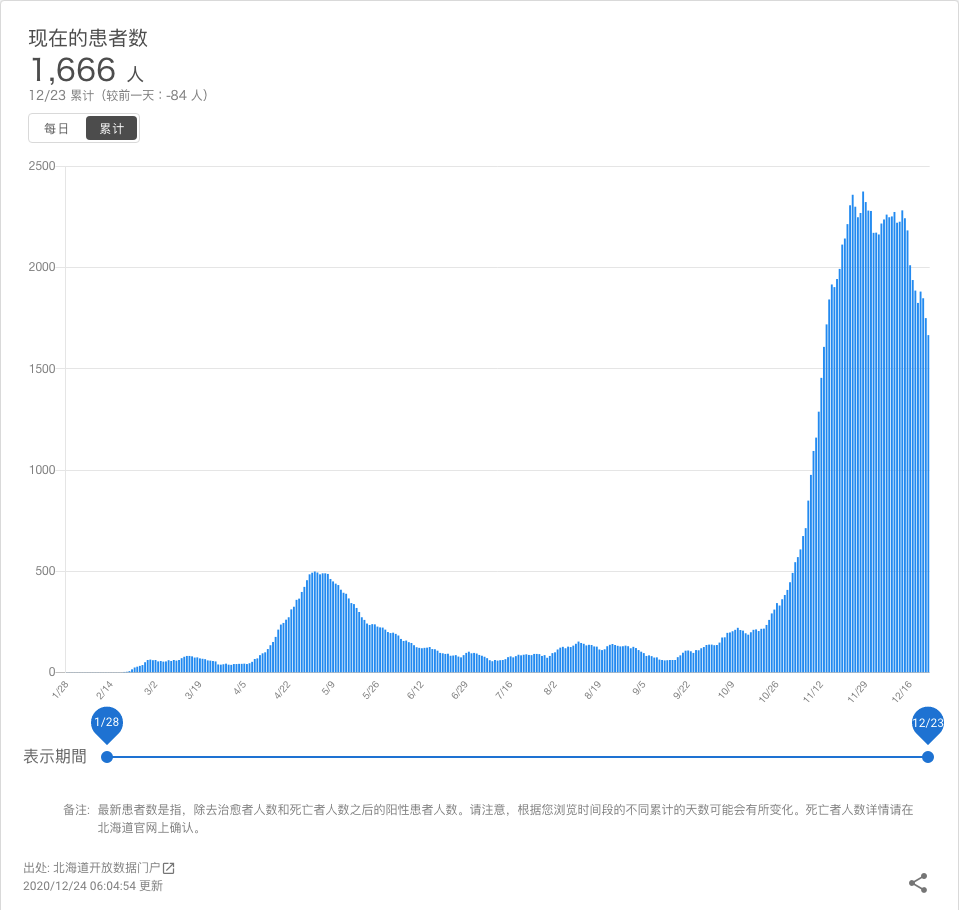 现在的患者数
1,666 人
12/23 累计（较前一天：-84 人）
每日 累计
2500
2000
1500
1000
500
0
1/28 2/14 3/2 3/19 4/5 4/22 5/9 5/26 6/12 6/29 7/16 8/2 8/19 9/5 9/22 10/9 10/26 11/12 11/29 12/16
1/28 12/23
表示期間
备注: 最新患者数是指，除去治愈者人数和死亡者人数之后的阳性患者人数。请注意，根据您浏览时间段的不同累计的天数可能会有所变化。死亡者人数详情请在
北海道官网上确认。
出处: 北海道开放数据门户
2020/12/24 06:04:54 更新